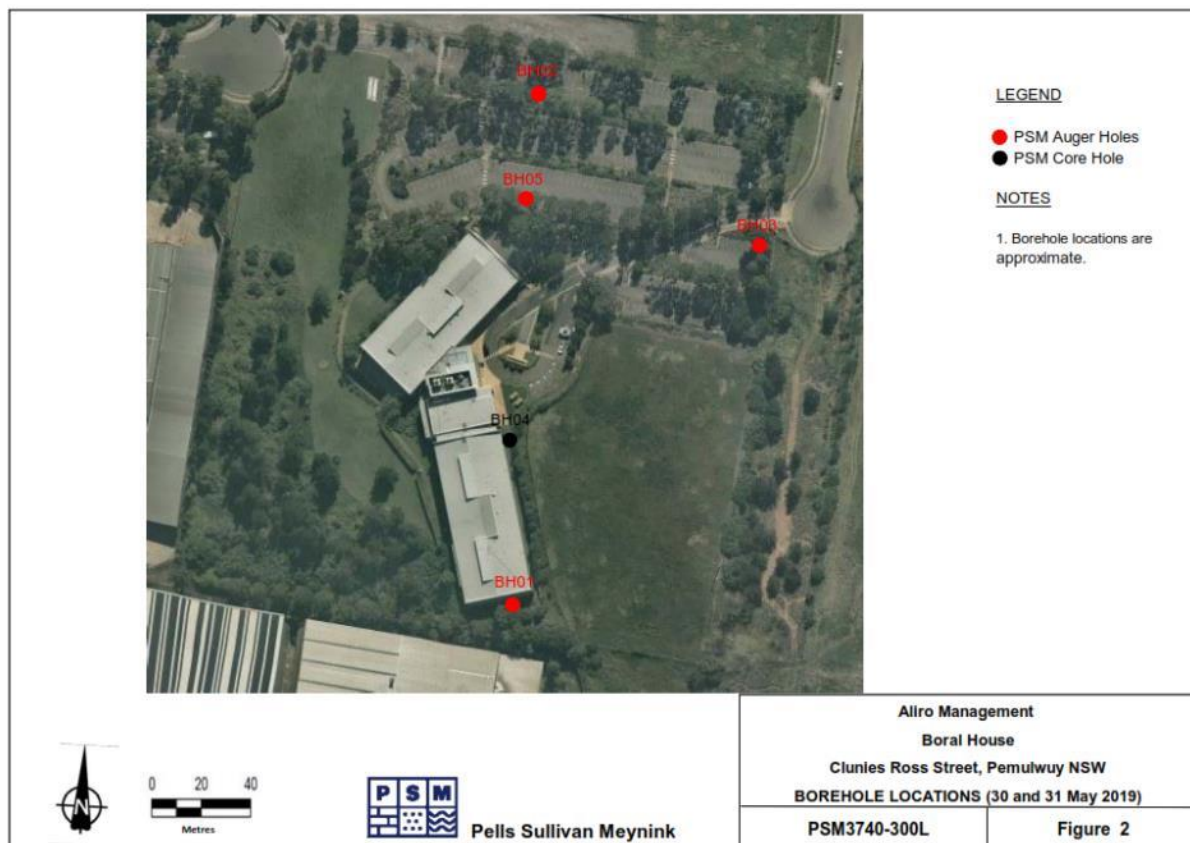 BH02
BH05
BH03
BH04
BH01
LEGEND
PSM Auger Holes
PSM Core Hole
NOTES
1. Borehole locations are
approximate.
N
0 20 40
Metres
P S M
Pells Sullivan Meynink
Aliro Management
Boral House
Clunies Ross Street, Pemulwuy NSW
BOREHOLE LOCATIONS (30 and 31 May 2019)
PSM3740-300L
Figure 2